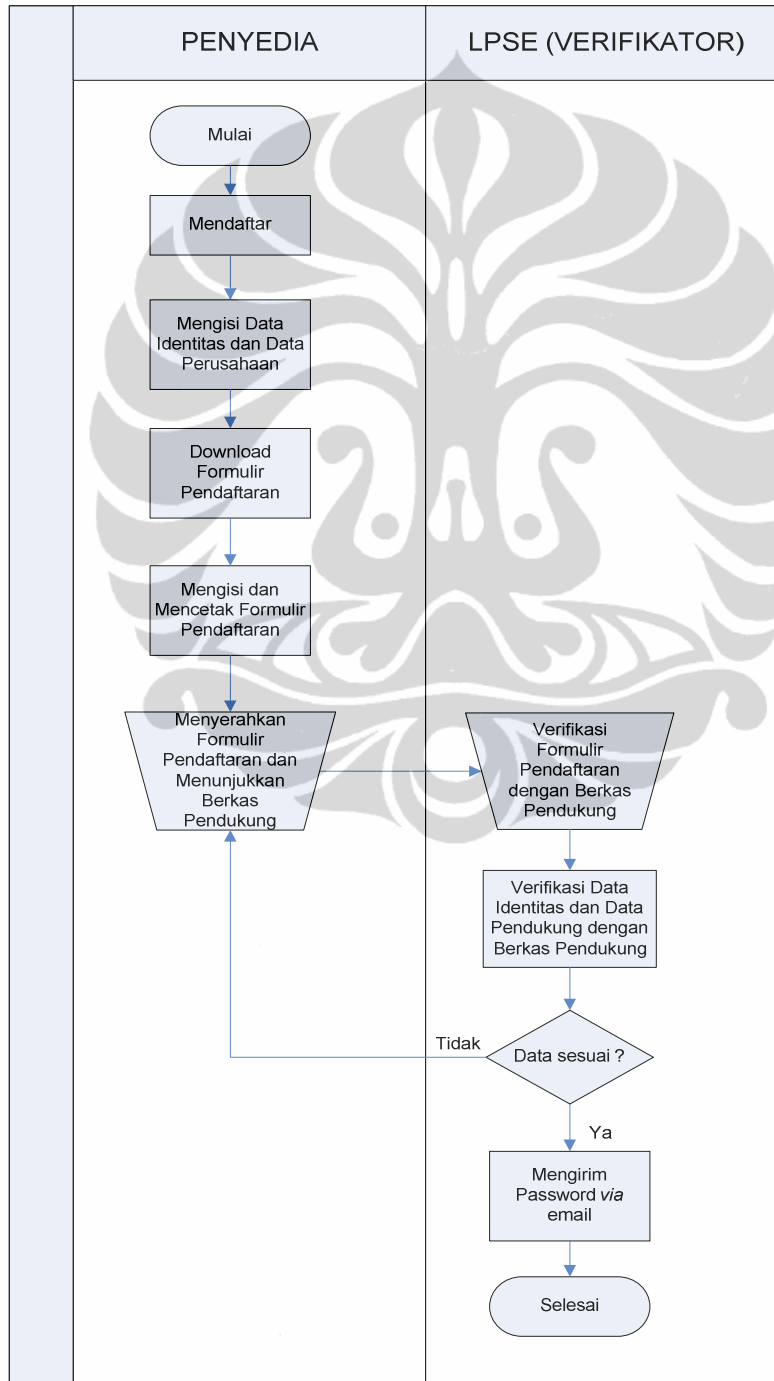 PENYEDIA
LPSE (VERIFIKATOR)
Mulai
Mendaftar
Mengisi Data
Identitas dan Data
Perusahaan
Download
Formulir
Pendaftaran
Mengisi dan
Mencetak Formulir
Pendaftaran
Menyerahkan
Formulir
Pendaftaran dan
Menunjukkan
Berkas
Pendukung
Verifikasi
Formulir
Pendaftaran
dengan Berkas
Pendukung
Verifikasi Data
Identitas dan Data
Pendukung dengan
Berkas Pendukung
Tidak
Data sesuai ?
Ya
Mengirim
Password via
email
Selesai